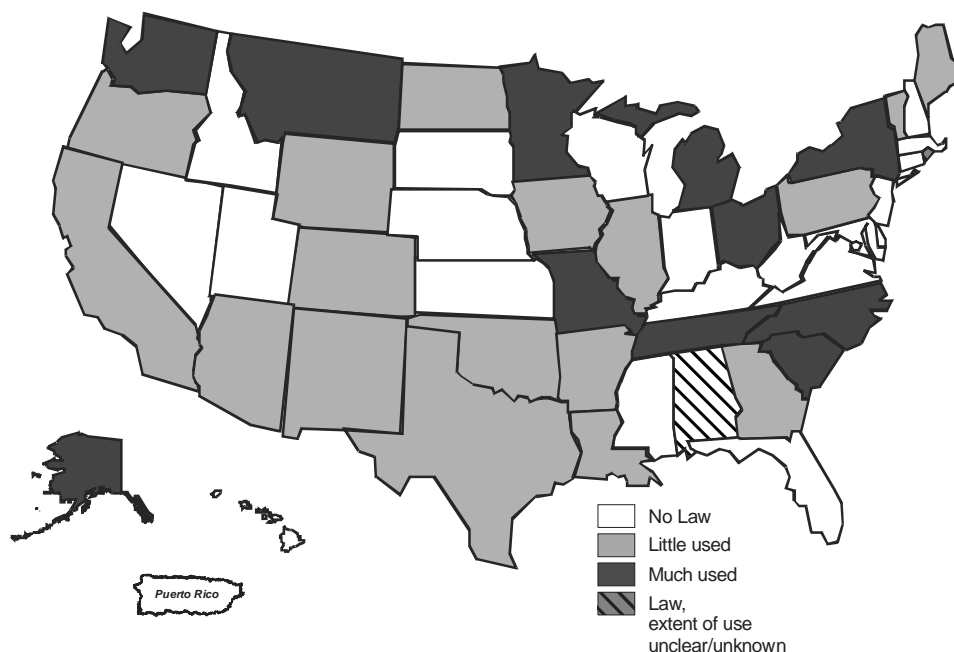 No Law
Little used
Much used
Law,
extent of use
unclear/unknown
Puerto Rico